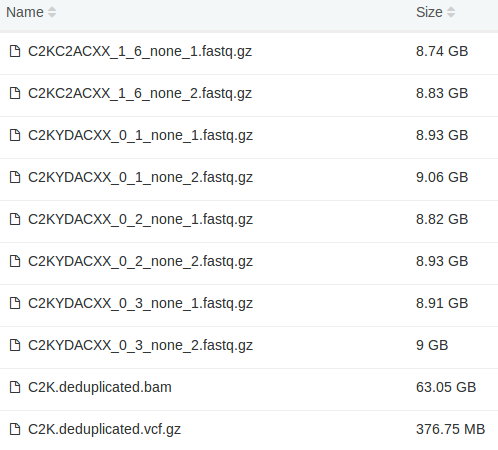 Name Size
C2KC2ACXX_1_6_none_1.fastq.gz 8.74 GB
C2KC2ACXX_1_6_none_2.fastq.gz 8.83 GB
C2KYDACXX_0_1_none_1.fastq.gz 8.93 GB
C2KYDACXX_0_1_none_2.fastq.gz 9.06 GB
C2KYDACXX_0_2_none_1.fastq.gz 8.82 GB
C2KYDACXX_0_2_none_2.fastq.gz 8.93 GB
C2KYDACXX_0_3_none_1.fastq.gz 8.91 GB
C2KYDACXX_0_3_none_2.fastq.gz 9 GB
C2K.deduplicated.bam 63.05 GB
C2K.deduplicated.vcf.gz 376.75 MB